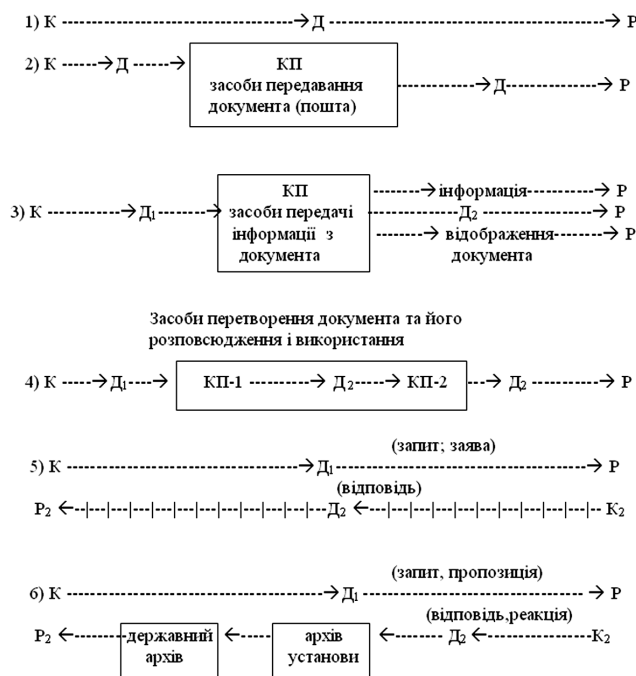 1) К → Д → Р
2) К → Д → КП
засоби передавання
документа (пошта) → Д → Р
3) К → Д₁ → КП
засоби передачі
інформації з
документа
→ інформація → Р
Д₂ → Р
→ відображення → Р
документа
Засоби перетворення документа та його
розповсюдження і використання
4) К → Д₁ → КП-1 → Д₂ → КП-2 → Д₂ → Р
(запит; заява)
5) К → Д₁ → Р
(відповідь)
Р₂ ← Д₂ ← К₂
(запит, пропозиція)
6) К → Д₁ → Р
(відповідь,реакція)
Р₂ ← державний
архів ← архів
установи ← Д₂ ← К₂